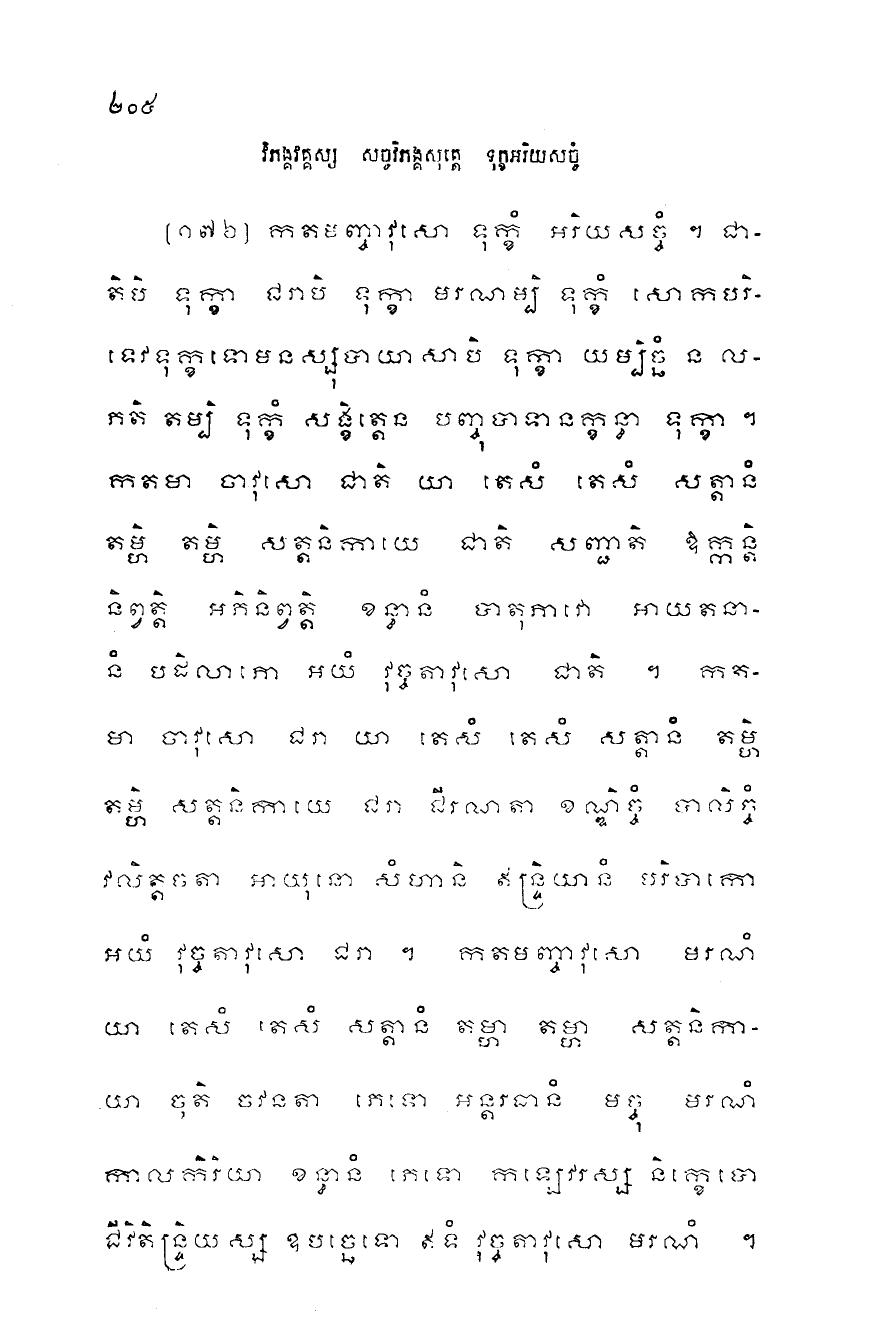 ២០៥
វិភង្គវគ្គស្ស សច្ចវិភង្គសុត្តេ ទុក្ខអរិយសច្ចំ
(១៧៦) កតមញ្ចាវុសោ ទុក្ខំ អរិយសច្ចំ ។ ជា-
តិបិ ទុក្ខា ជរាបិ ទុក្ខា មរណម្បិ ទុក្ខំ សោកបរិ-
ទេវទុក្ខទោមនស្សុបាយាសាបិ ទុក្ខា យម្បិច្ឆំ ន ល-
ភតិ តម្បិ ទុក្ខំ សង្ខិត្តេន បញ្ចុបាទានក្ខន្ធា ទុក្ខា ។
កតមា ចាវុសោ ជាតិ យា តេសំ តេសំ សត្តានំ
តម្ហិ តម្ហិ សត្តនិកាយេ ជាតិ សញ្ជាតិ ឱក្កន្តិ
និព្វត្តិ អភិនិព្វត្តិ ខន្ធានំ បាតុភាវោ អាយតនា-
នំ បដិលាភោ អយំ វុច្ចតាវុសោ ជាតិ ។ កត-
មា ចាវុសោ ជរា យា តេសំ តេសំ សត្តានំ តម្ហិ
តម្ហិ សត្តនិកាយេ ជរា ជីរណតា ខណ្ឌិច្ចំ បាលិច្ចំ
វលិត្តចតា អាយុនោ សំហានិ ឥន្ទ្រិយានំ បរិបាកោ
អយំ វុច្ចតាវុសោ ជរា ។ កតមញ្ចាវុសោ មរណំ
យា តេសំ តេសំ សត្តានំ តម្ហា តម្ហា សត្តនិកា-
យា ចុតិ ចវនតា ភេទោ អន្តរធានំ មច្ចុ មរណំ
កាលកិរិយា ខន្ធានំ ភេទោ កឡេវរស្ស និក្ខេបោ
ជីវិតិន្ទ្រិយស្ស ឧបច្ឆេទោ ឥទំ វុច្ចតាវុសោ មរណំ ។